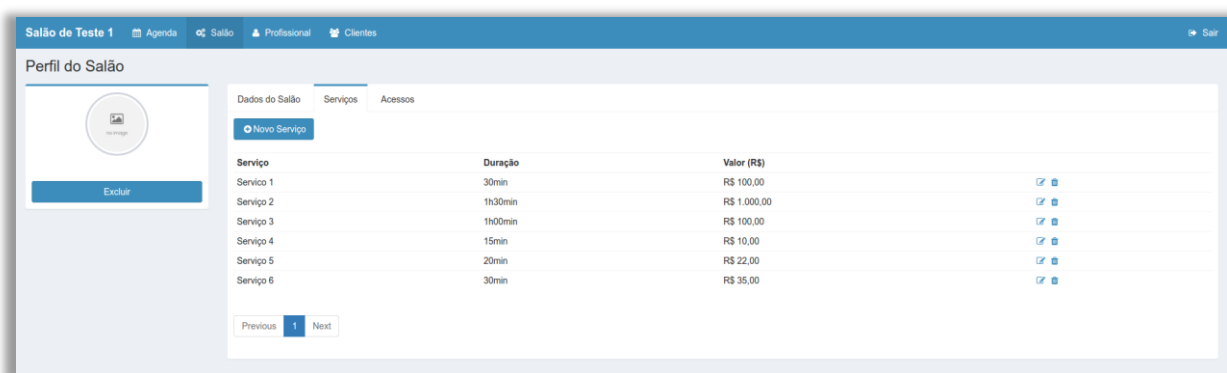 Salão de Teste 1 Agenda Salão Profissional Clientes Sair
Perfil do Salão
no image
Excluir
Dados do Salão Serviços Acessos
Novo Serviço
Serviço Duração Valor (R$)
Servico 1 30min R$ 100,00
Serviço 2 1h30min R$ 1.000,00
Serviço 3 1h00min R$ 100,00
Serviço 4 15min R$ 10,00
Serviço 5 20min R$ 22,00
Serviço 6 30min R$ 35,00
Previous 1 Next